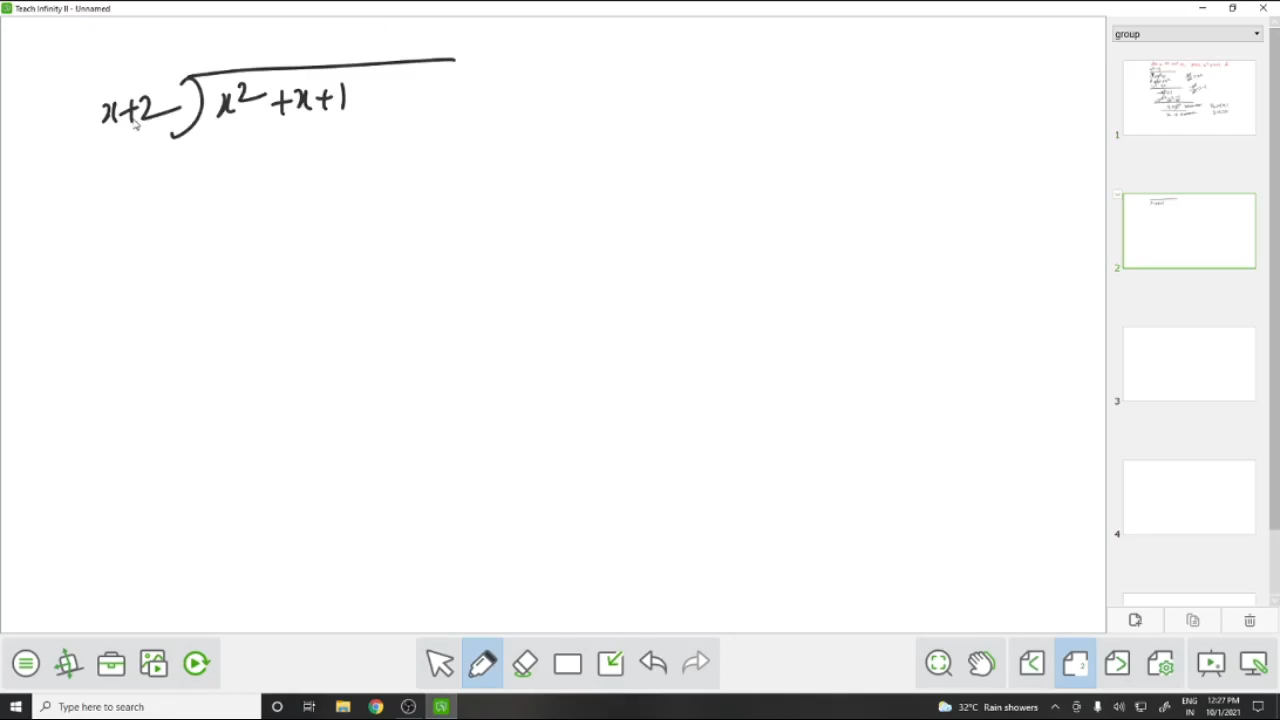 Teach Infinity II - Unnamed
group
x+2 ) x² + x + 1
1
2
3
4
2
Type here to search
32°C Rain showers
ENG
IN
12:27 PM
10/1/2021